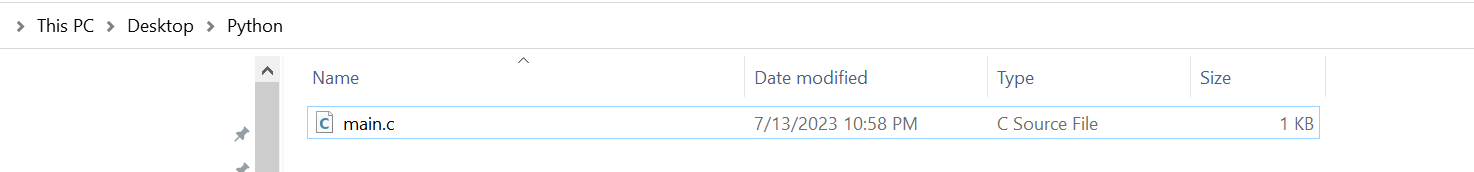 This PC Desktop Python
Name Date modified Type Size
C main.c 7/13/2023 10:58 PM C Source File 1 KB